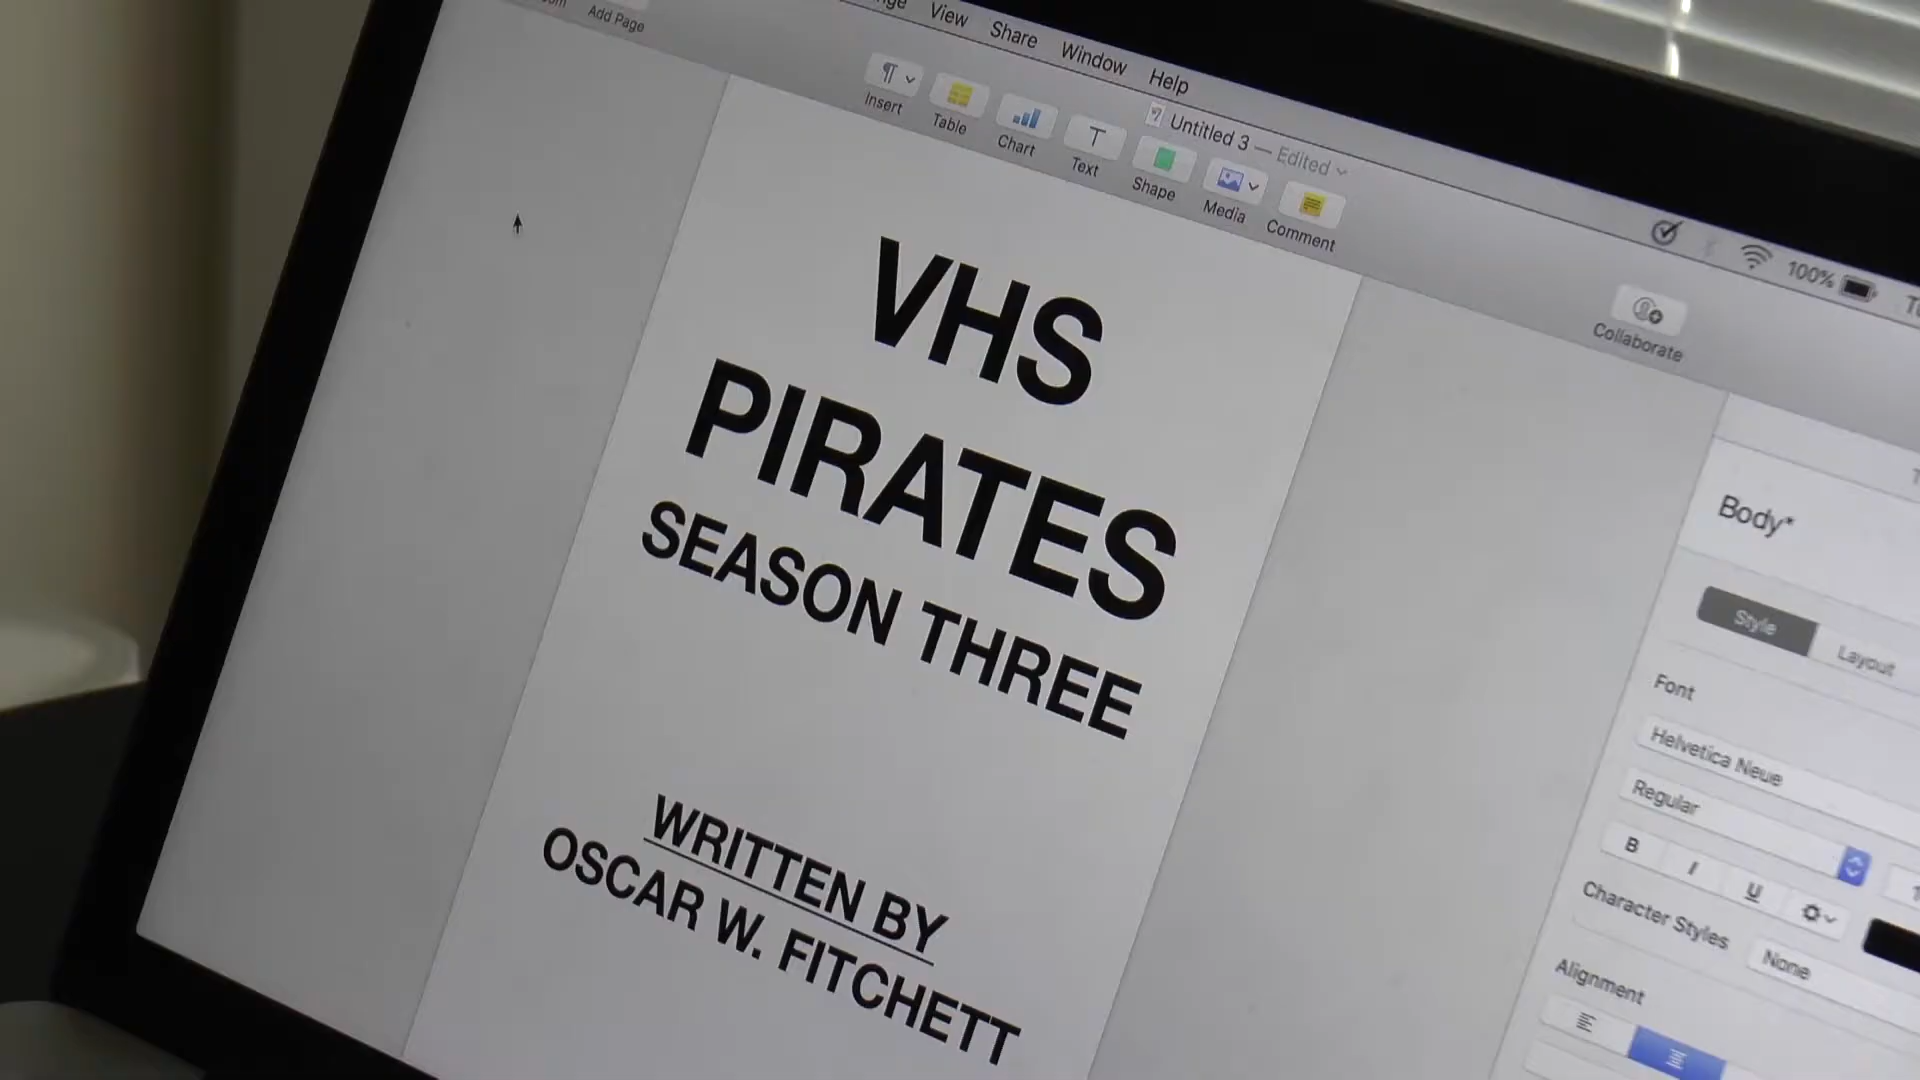 Add Page
View Share Window Help
Untitled 3 — Edited
Insert Table Chart Text Shape Media Comment
100%
Collaborate
VHS
PIRATES
SEASON THREE
WRITTEN BY
OSCAR W. FITCHETT
Body*
Style Layout
Font
Helvetica Neue
Regular
B I U
Character Styles
None
Alignment